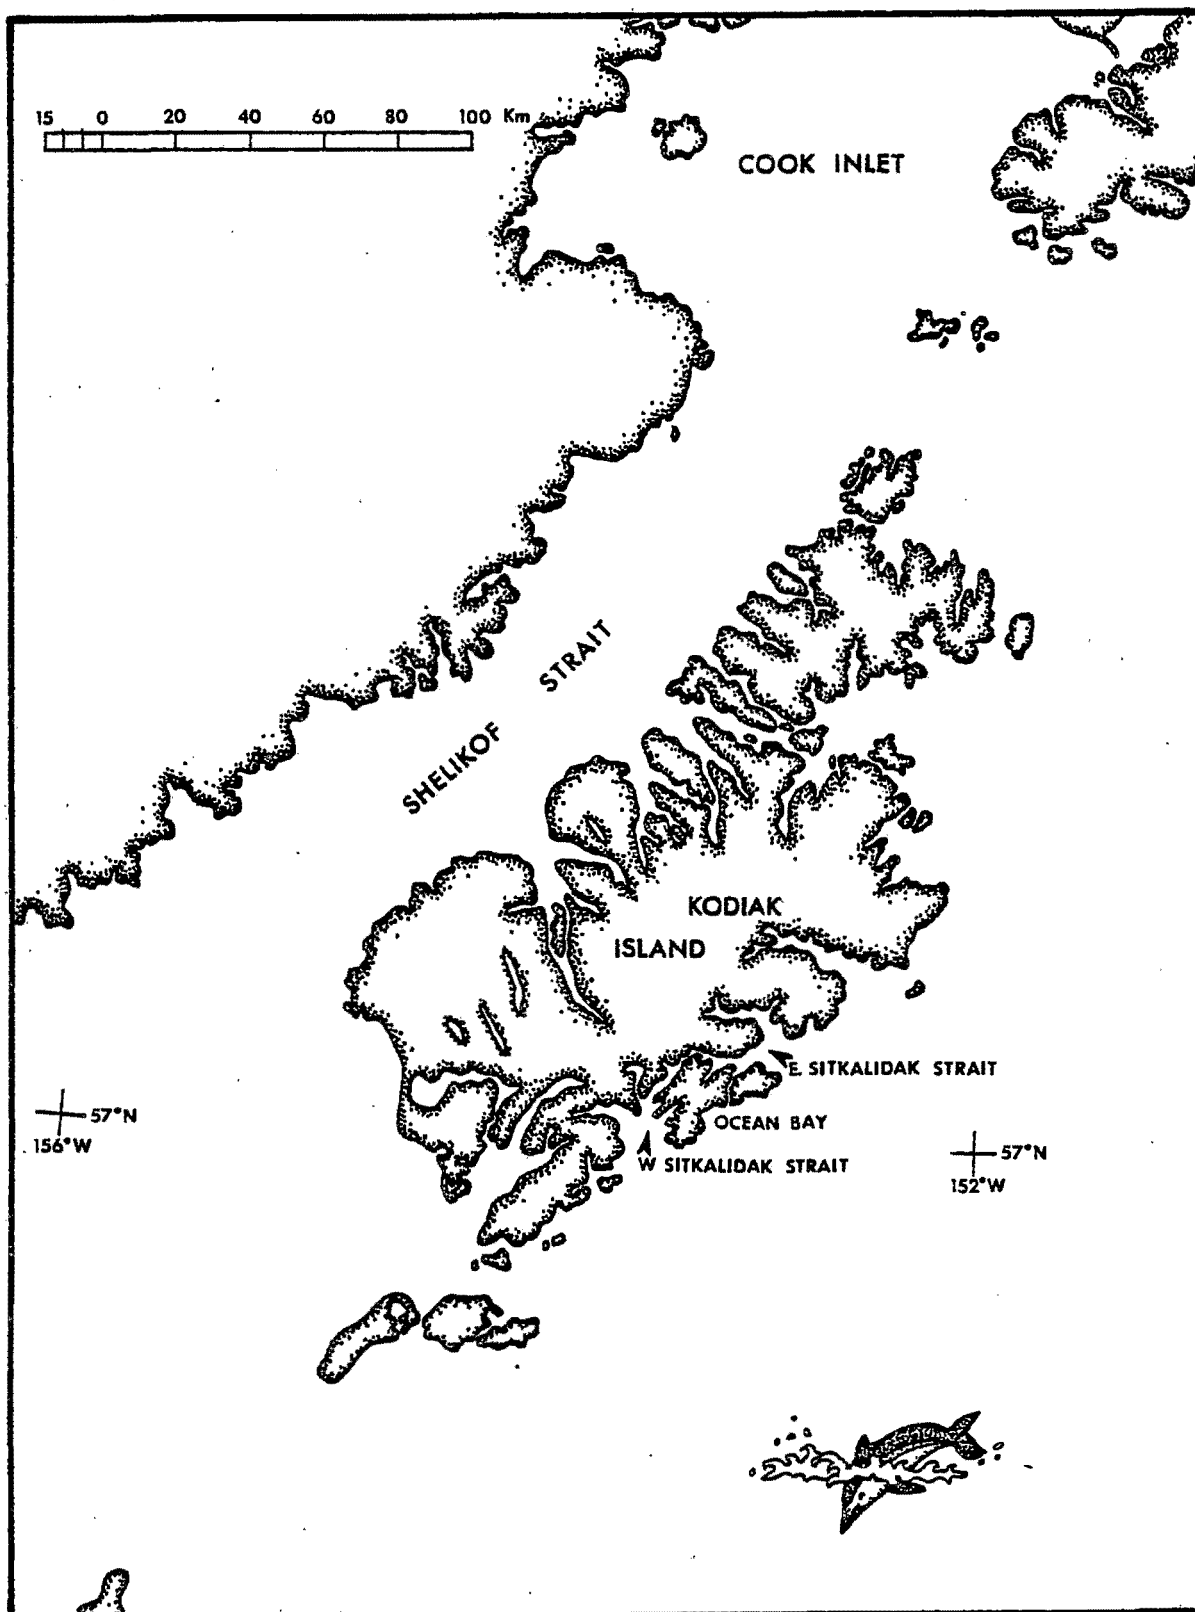 15 0 20 40 60 80 100 Km
COOK INLET
SHELIKOF STRAIT
KODIAK
ISLAND
E. SITKALIDAK STRAIT
OCEAN BAY
W SITKALIDAK STRAIT
57°N
156°W
57°N
152°W